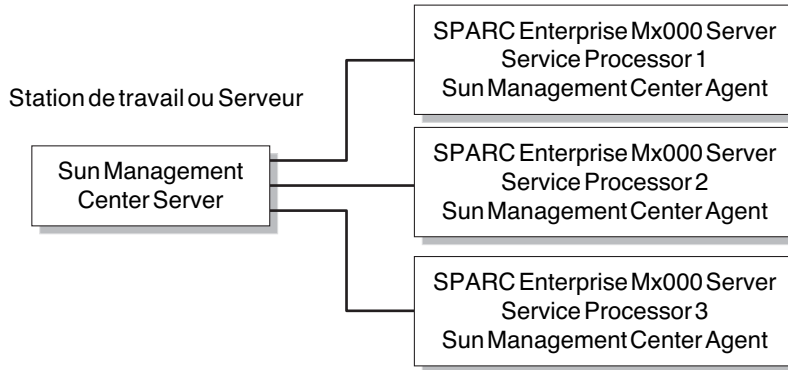 Station de travail ou Serveur
Sun Management
Center Server
SPARC Enterprise Mx000 Server
Service Processor 1
Sun Management Center Agent
SPARC Enterprise Mx000 Server
Service Processor 2
Sun Management Center Agent
SPARC Enterprise Mx000 Server
Service Processor 3
Sun Management Center Agent